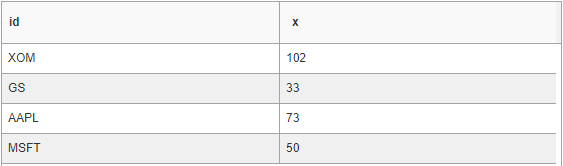 id x
XOM 102
GS 33
AAPL 73
MSFT 50